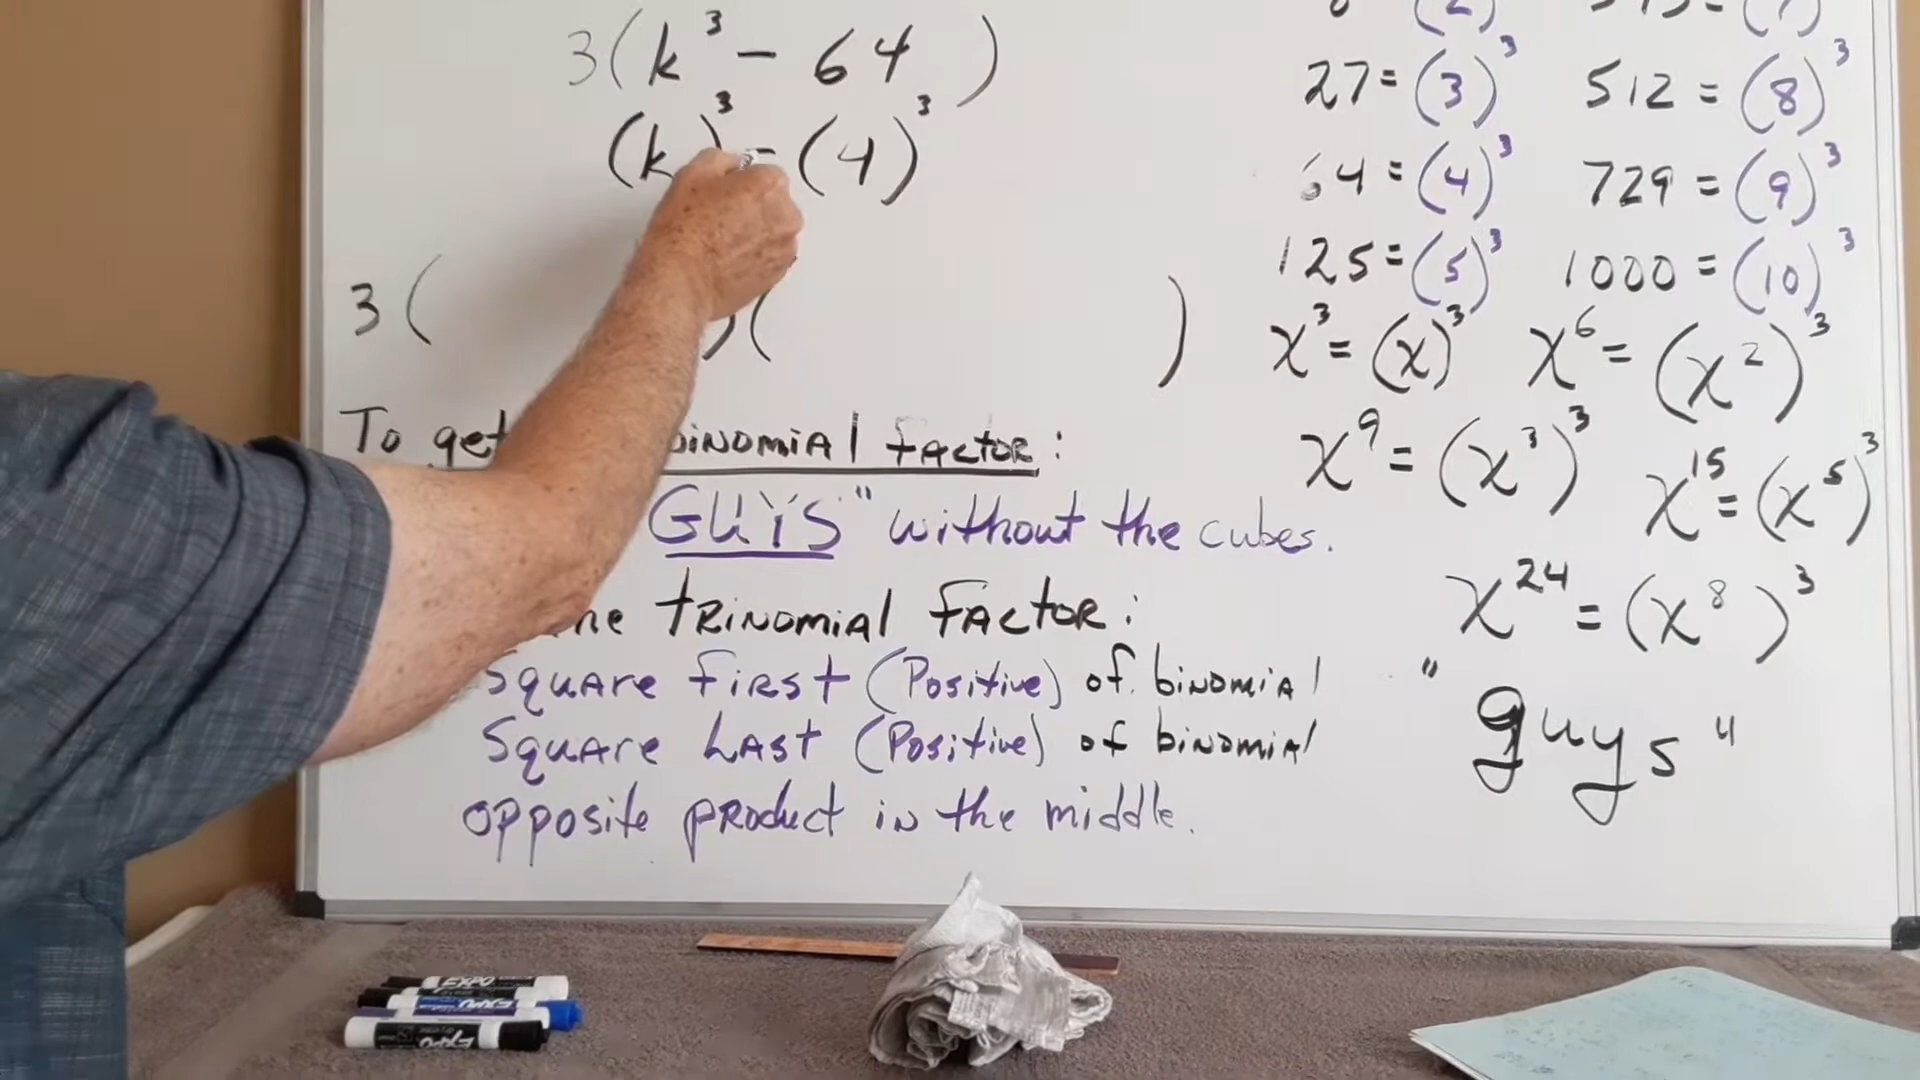 3(k³ - 64 )
(k )³ - (4)³
3( )( )
To get BINOMIAL FACTOR:
GUYS" without the cubes.
TRINOMIAL FACTOR:
Square First (Positive) of binomial
Square Last (Positive) of binomial
opposite product in the middle.
27 = (3)³ 512 = (8)³
64 = (4)³ 729 = (9)³
125 = (5)³ 1000 = (10)³
x³ = (x)³ x⁶ = (x²)³
x⁹ = (x³)³ x¹⁵ = (x⁵)³
x²⁴ = (x⁸ )³
"guys"
EXPO
EXPO
EXPO